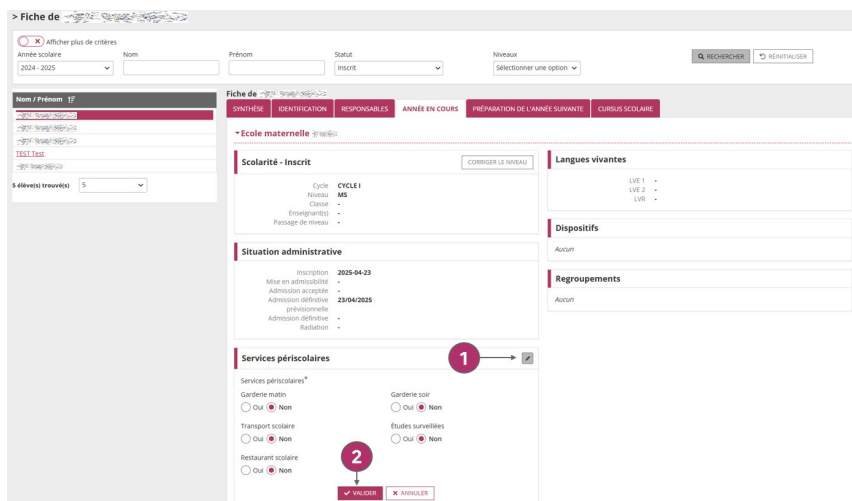 > Fiche de
Afficher plus de critères
Année scolaire Nom Prénom Statut Niveaux
2024 - 2025 Inscrit Sélectionner une option
RECHERCHER RÉINITIALISER
Nom / Prénom
TEST Test
5 élève(s) trouvé(s) 5
Fiche de
SYNTHÈSE IDENTIFICATION RESPONSABLES ANNÉE EN COURS PRÉPARATION DE L'ANNÉE SUIVANTE CURSUS SCOLAIRE
Ecole maternelle
Scolarité - Inscrit CORRIGER LE NIVEAU
Cycle CYCLE I
Niveau MS
Classe -
Enseignant(s) -
Passage de niveau -
Situation administrative
Inscription 2025-04-23
Mise en admissibilité -
Admission acceptée -
Admission définitive 23/04/2025
prévisionnelle
Admission définitive -
Radiation -
Services périscolaires
1
Services périscolaires*
Garderie matin Garderie soir
Oui Non Oui Non
Transport scolaire Études surveillées
Oui Non Oui Non
Restaurant scolaire
Oui Non
2
VALIDER ANNULER
Langues vivantes
LVE 1 -
LVE 2 -
LVR -
Dispositifs
Aucun
Regroupements
Aucun